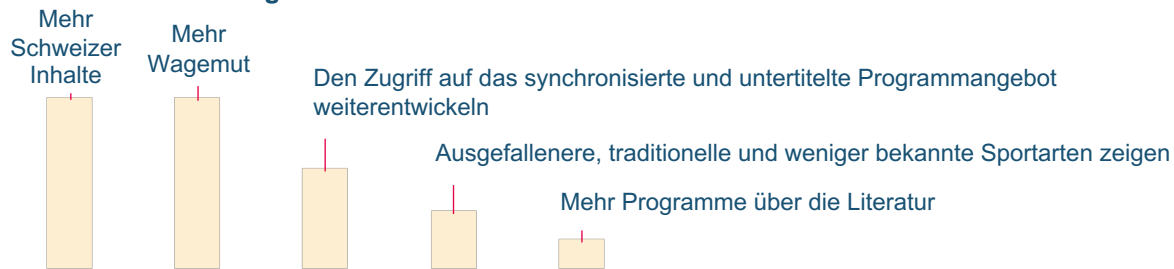 Mehr
Schweizer
Inhalte
Mehr
Wagemut
Den Zugriff auf das synchronisierte und untertitelte Programmangebot
weiterentwickeln
Ausgefallenere, traditionelle und weniger bekannte Sportarten zeigen
Mehr Programme über die Literatur